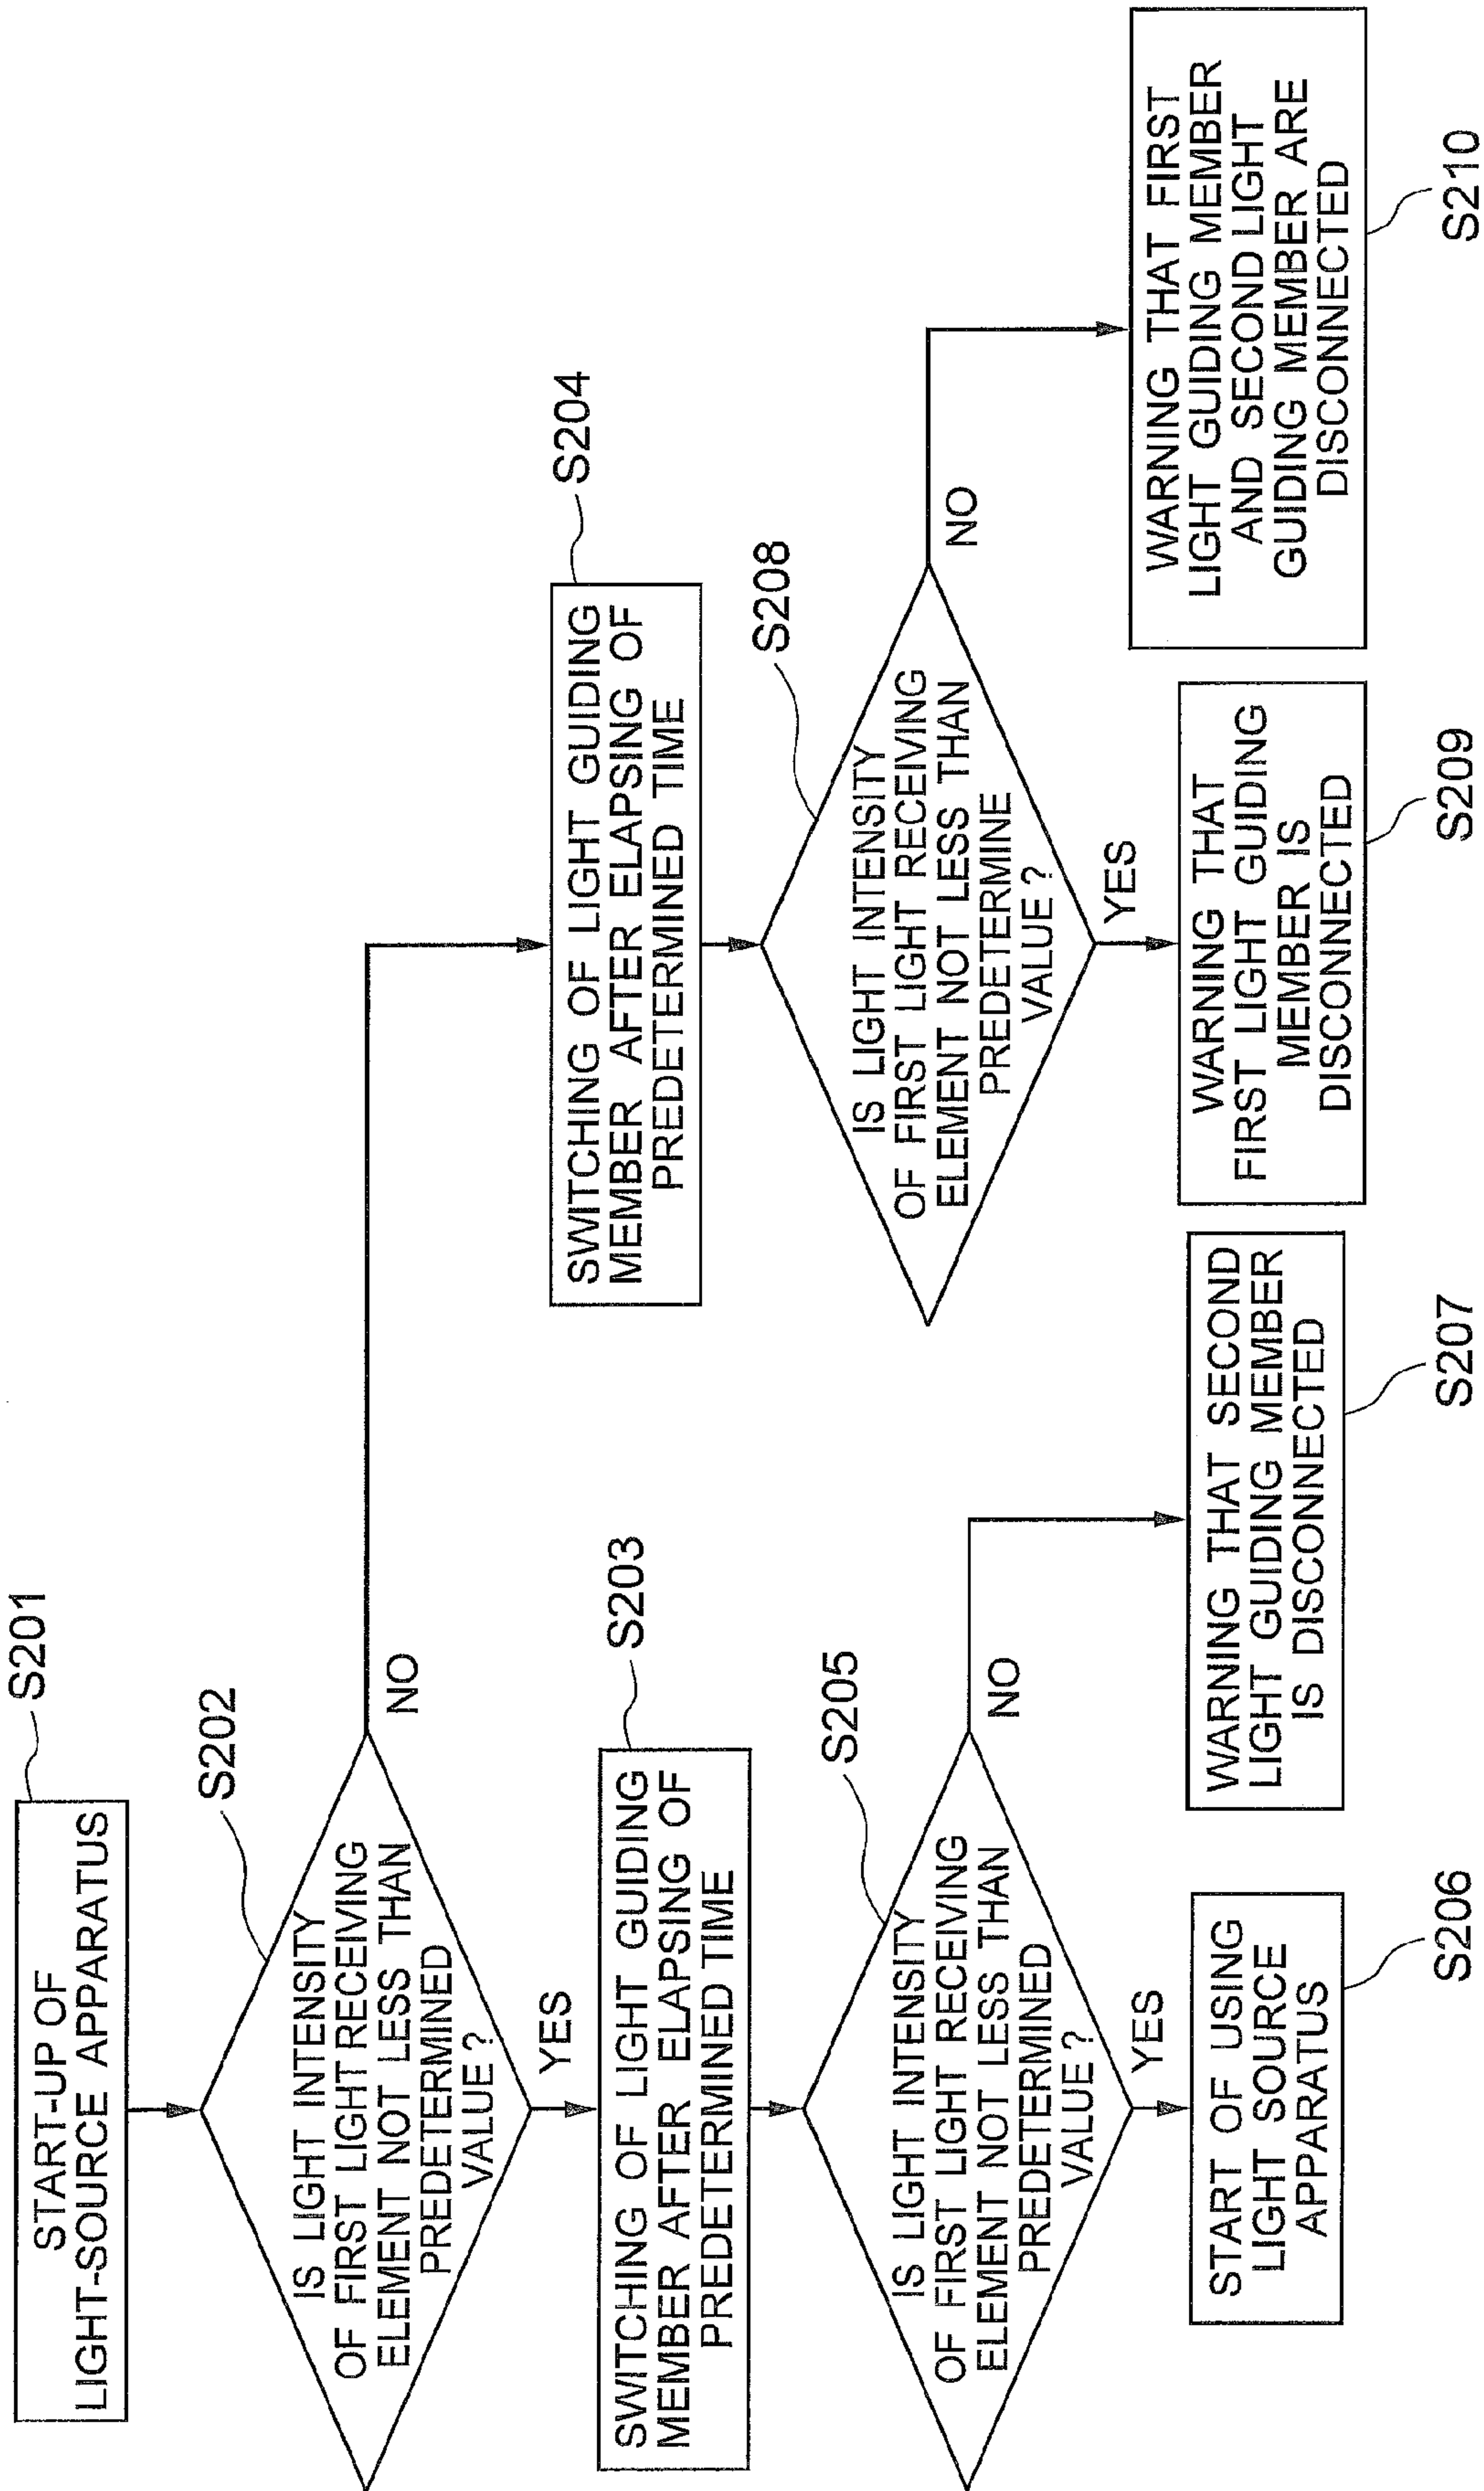 START-UP OF
LIGHT-SOURCE APPARATUS
S201
IS LIGHT INTENSITY
OF FIRST LIGHT RECEIVING
ELEMENT NOT LESS THAN
PREDETERMINED
VALUE ?
S202
NO
YES
SWITCHING OF LIGHT GUIDING
MEMBER AFTER ELAPSING OF
PREDETERMINED TIME
S203
SWITCHING OF LIGHT GUIDING
MEMBER AFTER ELAPSING OF
PREDETERMINED TIME
S204
IS LIGHT INTENSITY
OF FIRST LIGHT RECEIVING
ELEMENT NOT LESS THAN
PREDETERMINED
VALUE ?
S205
NO
YES
START OF USING
LIGHT SOURCE
APPARATUS
S206
WARNING THAT SECOND
LIGHT GUIDING MEMBER
IS DISCONNECTED
S207
IS LIGHT INTENSITY
OF FIRST LIGHT RECEIVING
ELEMENT NOT LESS THAN
PREDETERMINE
VALUE ?
S208
NO
YES
WARNING THAT
FIRST LIGHT GUIDING
MEMBER IS
DISCONNECTED
S209
WARNING THAT FIRST
LIGHT GUIDING MEMBER
AND SECOND LIGHT
GUIDING MEMBER ARE
DISCONNECTED
S210